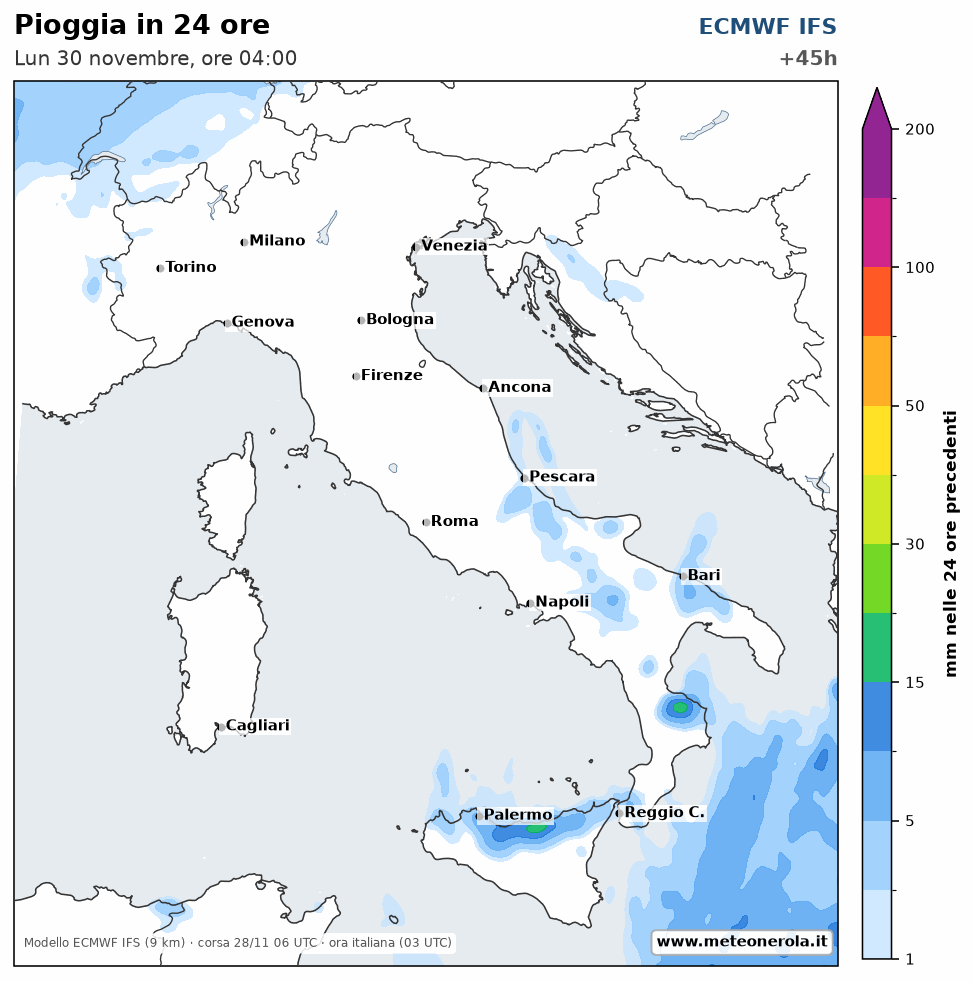 Pioggia in 24 ore
ECMWF IFS
Lun 30 novembre, ore 04:00
+45h
Milano
Venezia
Torino
Genova
Bologna
Firenze
Ancona
Pescara
Roma
Bari
Napoli
Cagliari
Palermo
Reggio C.
200
100
50
30
15
5
1
mm nelle 24 ore precedenti
Modello ECMWF IFS (9 km) · corsa 28/11 06 UTC · ora italiana (03 UTC)
www.meteonerola.it